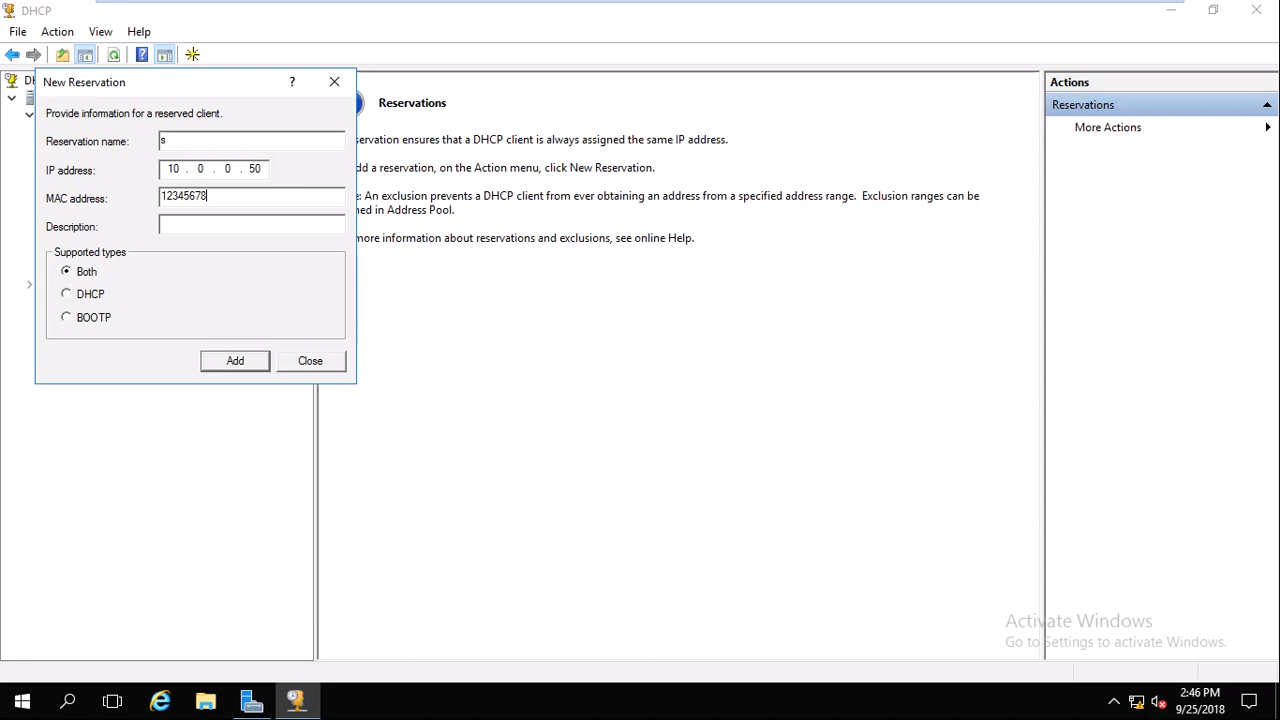 DHCP
File Action View Help
DH
New Reservation ? ×
Provide information for a reserved client.
Reservation name: s
IP address: 10 . 0 . 0 . 50
MAC address: 12345678
Description:
Supported types
Both
DHCP
BOOTP
Add Close
Reservations
servation ensures that a DHCP client is always assigned the same IP address.
dd a reservation, on the Action menu, click New Reservation.
e: An exclusion prevents a DHCP client from ever obtaining an address from a specified address range. Exclusion ranges can be
ned in Address Pool.
more information about reservations and exclusions, see online Help.
Actions
Reservations
More Actions
Activate Windows
Go to Settings to activate Windows.
2:46 PM
9/25/2018